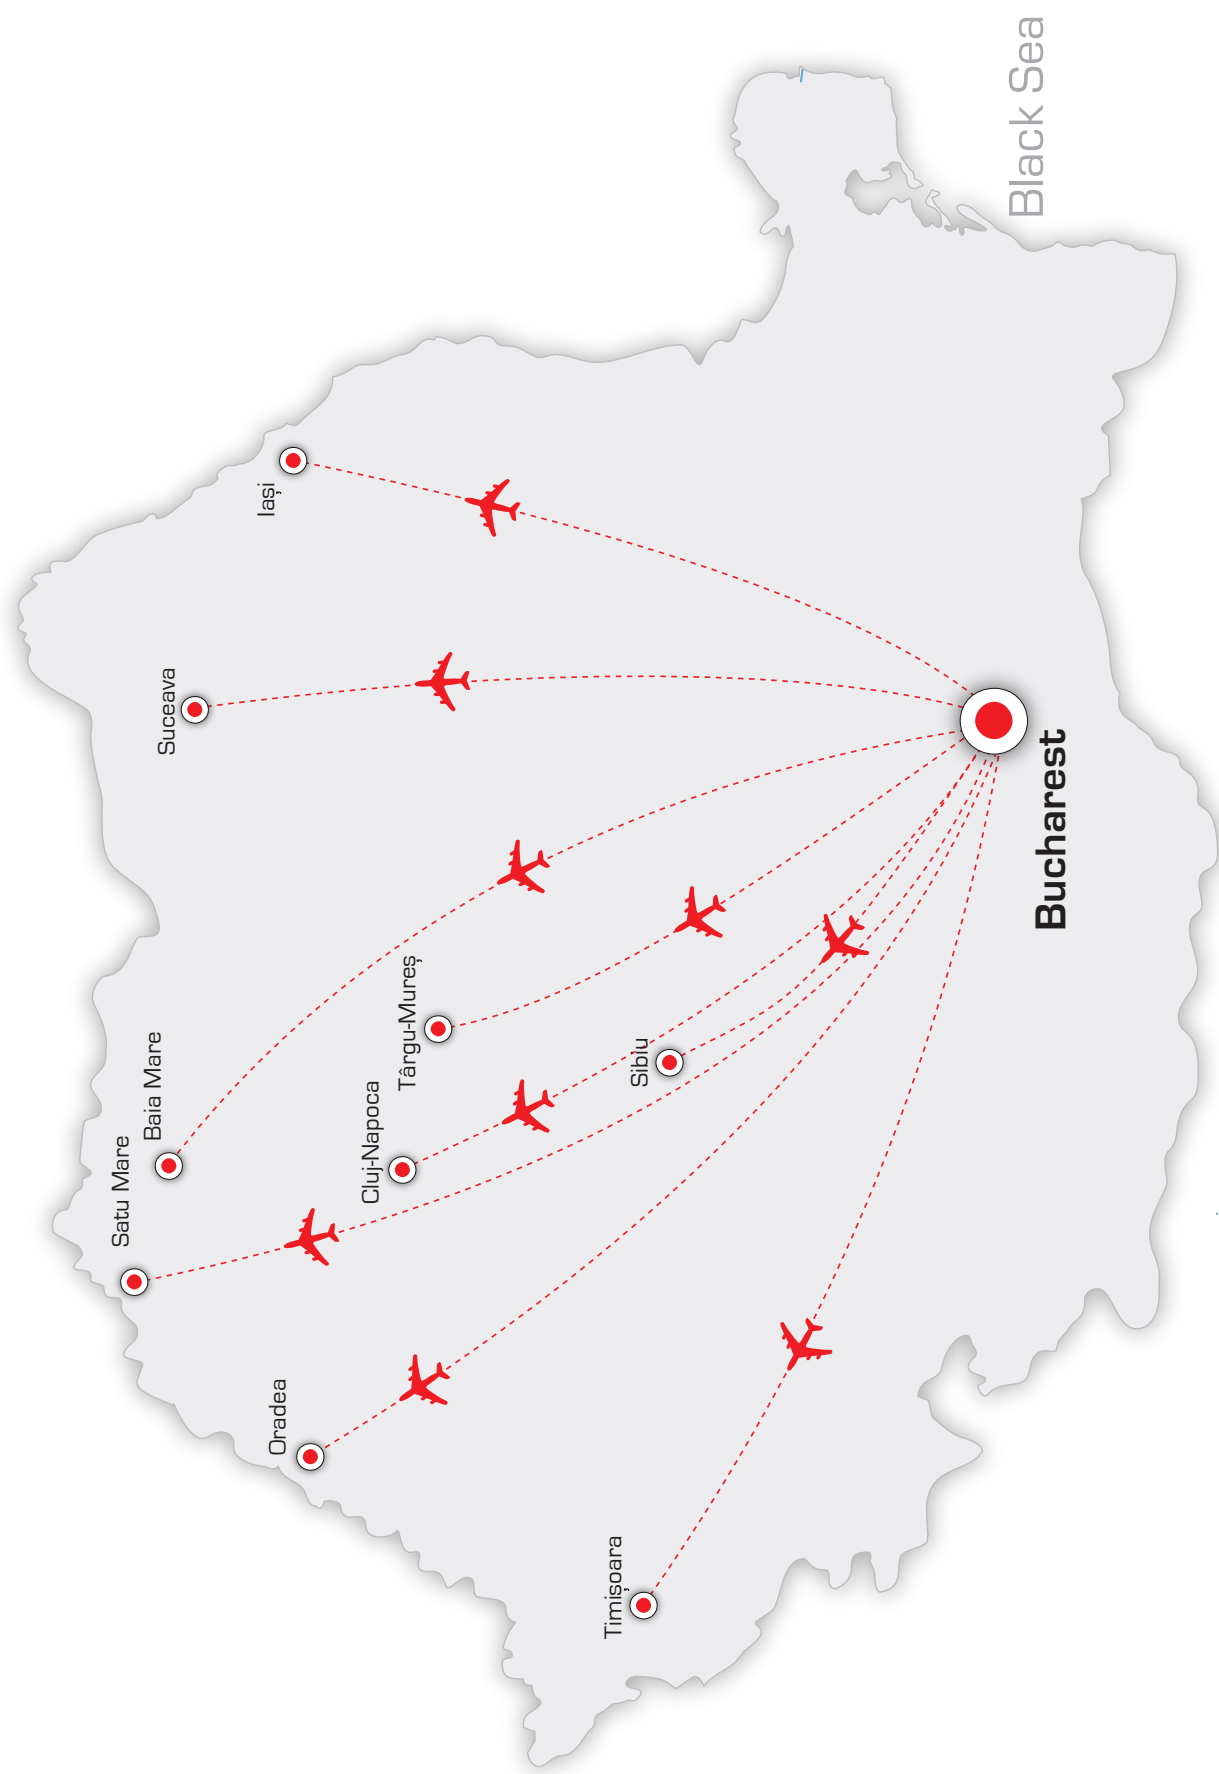 Satu Mare
Baia Mare
Suceava
Iași
Oradea
Cluj-Napoca
Târgu-Mureș
Timișoara
Sibiu
Black Sea
Bucharest